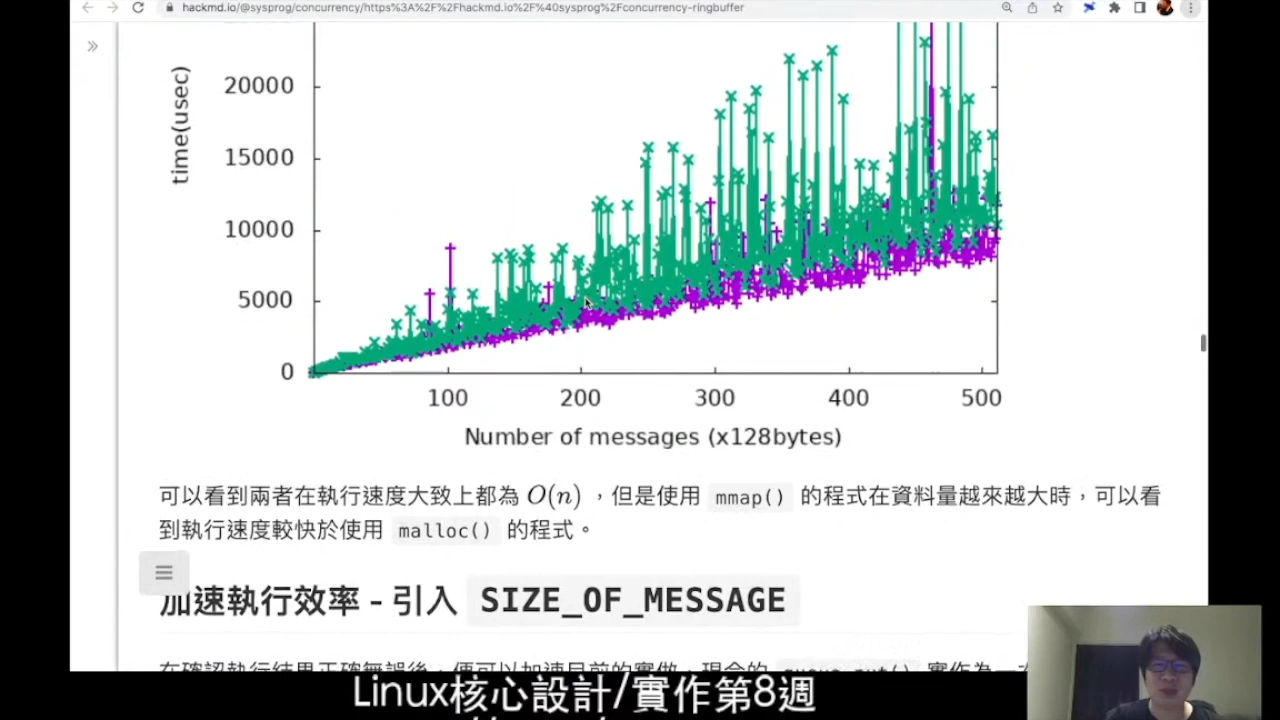 hackmd.io/@sysprog/concurrency/https%3A%2F%2Fhackmd.io%2F%40sysprog%2Fconcurrency-ringbuffer
time(usec)
20000
15000
10000
5000
0
100 200 300 400 500
Number of messages (x128bytes)
可以看到兩者在執行速度大致上都為 O(n) ，但是使用 mmap() 的程式在資料量越來越大時，可以看
到執行速度較快於使用 malloc() 的程式。
加速執行效率 - 引入 SIZE_OF_MESSAGE
Linux核心設計/實作第8週